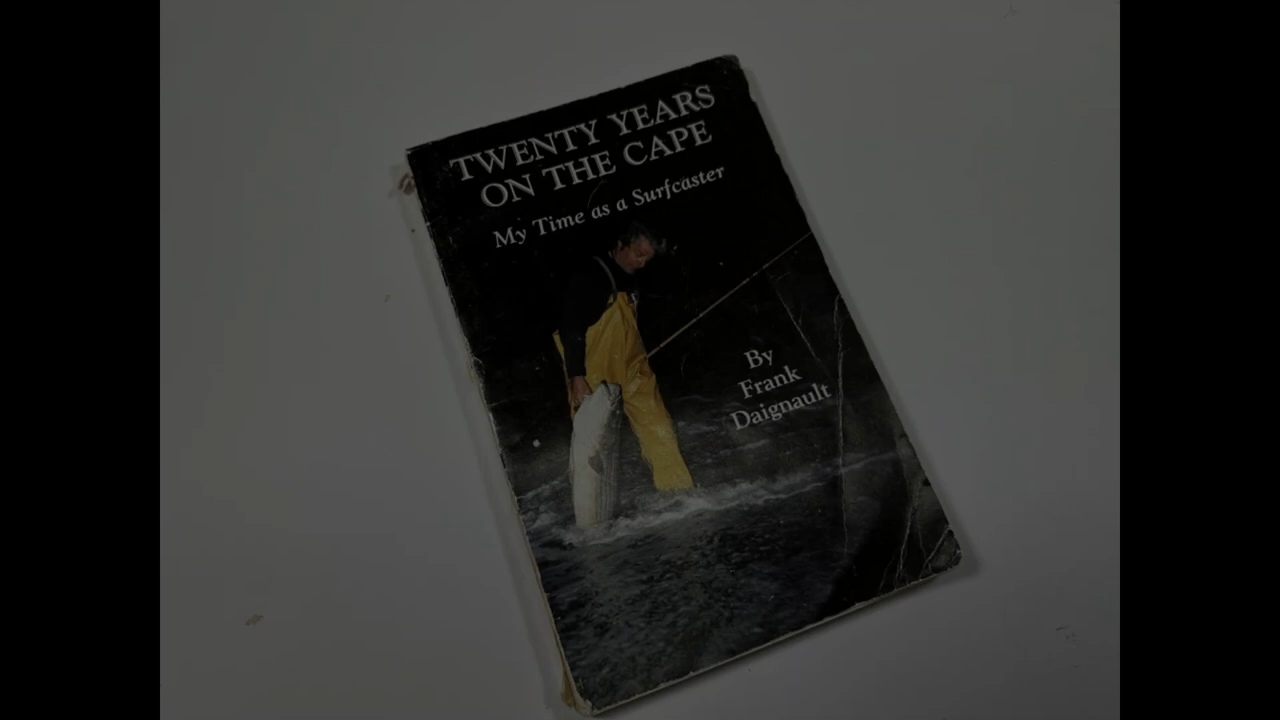 TWENTY YEARS
ON THE CAPE
My Time as a Surfcaster
By
Frank
Daignault